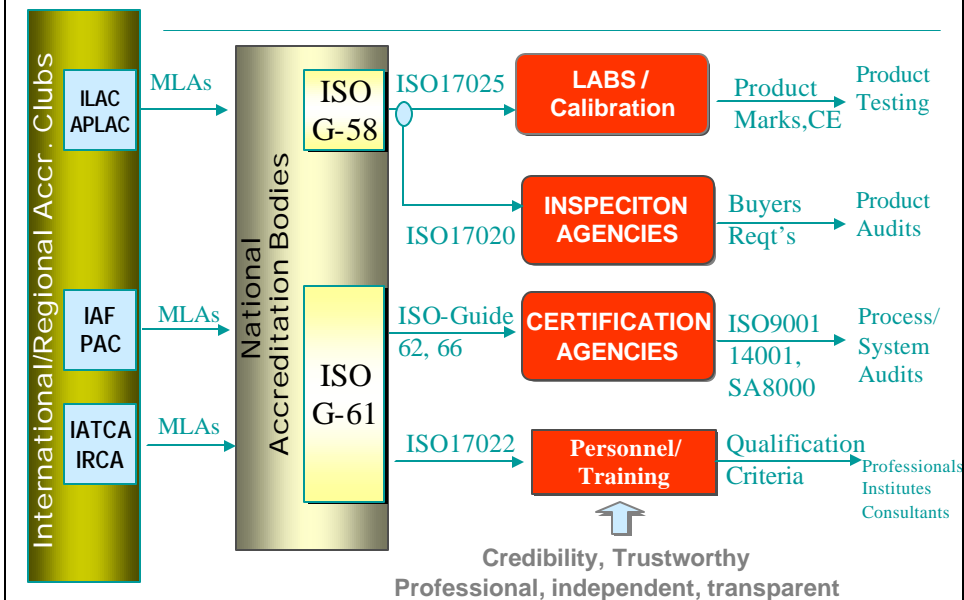 International/Regional Accr. Clubs
ILAC
APLAC
MLAs
IAF
PAC
MLAs
IATCA
IRCA
MLAs
National
Accreditation Bodies
ISO
G-58
ISO
G-61
ISO17025
LABS /
Calibration
Product
Marks,CE
Product
Testing
ISO17020
INSPECITON
AGENCIES
Buyers
Reqt's
Product
Audits
ISO-Guide
62, 66
CERTIFICATION
AGENCIES
ISO9001
14001,
SA8000
Process/
System
Audits
ISO17022
Personnel/
Training
Qualification
Criteria
Professionals
Institutes
Consultants
Credibility, Trustworthy
Professional, independent, transparent